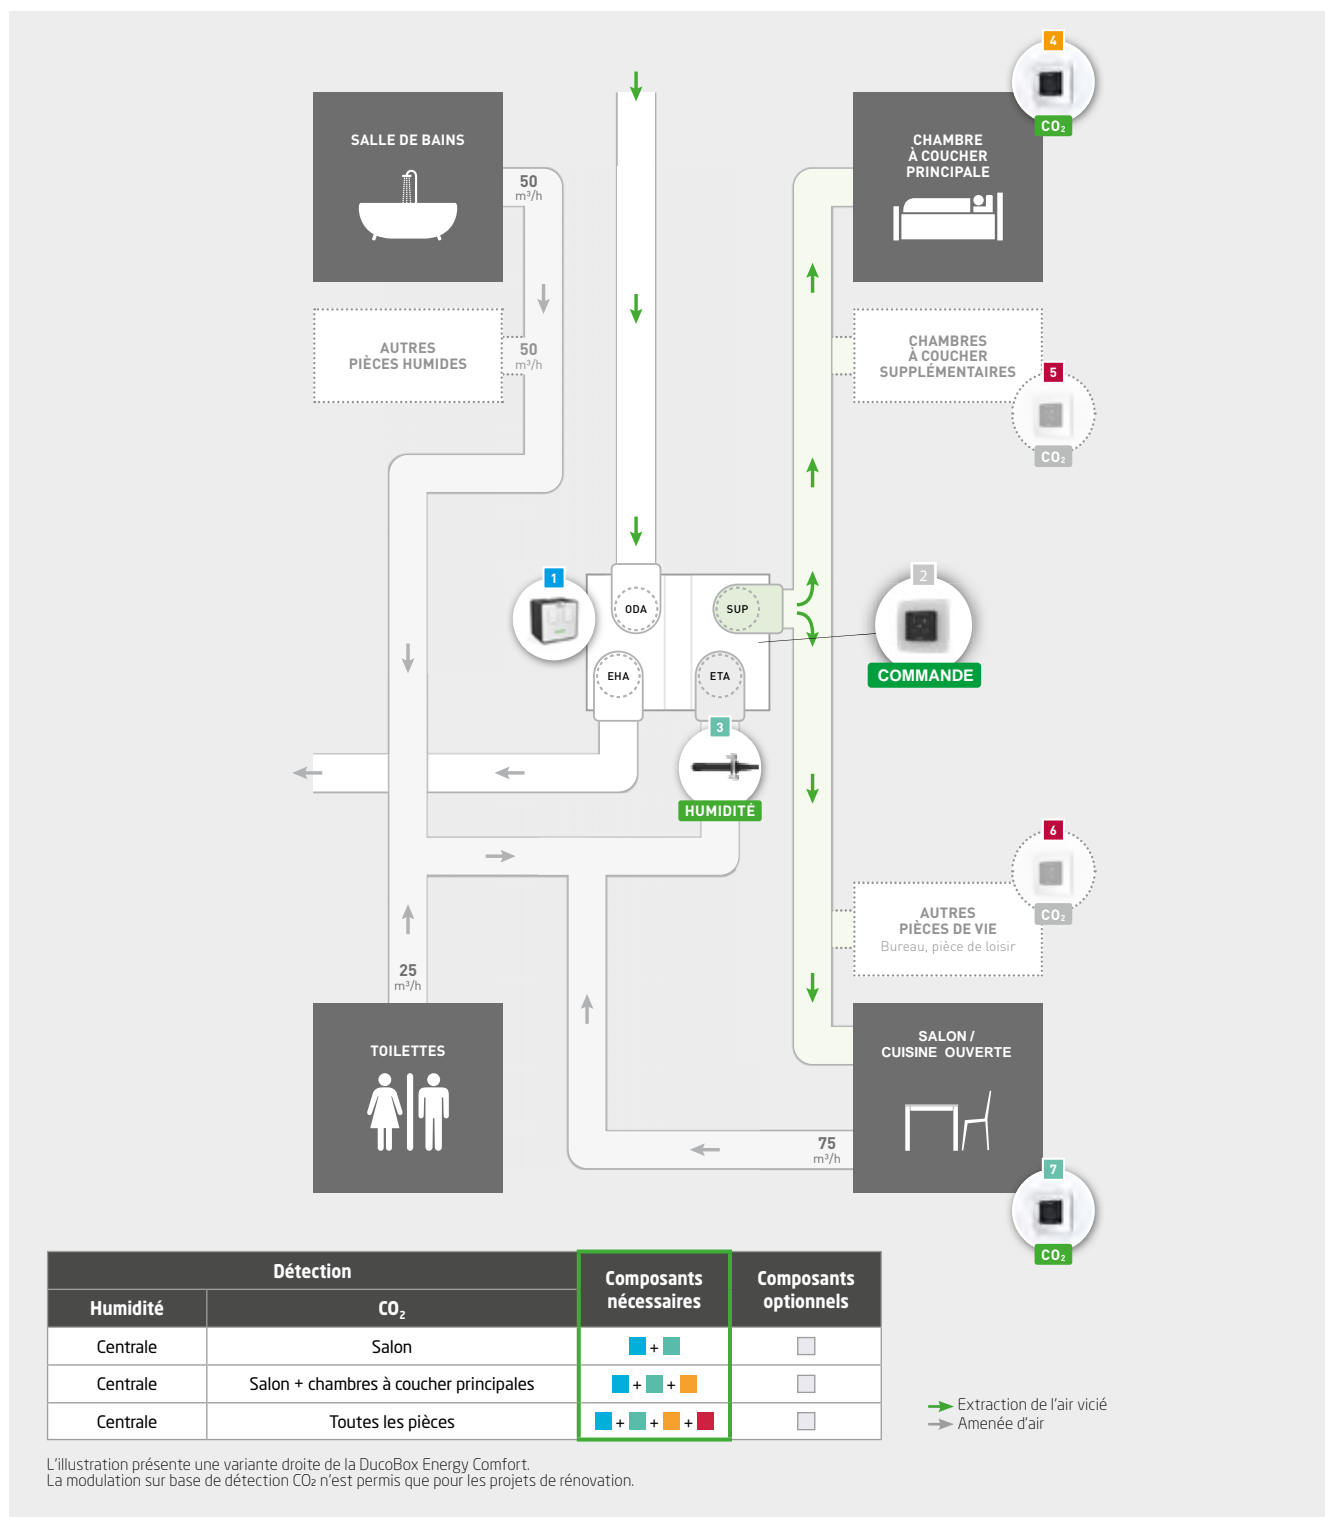 4
CO₂
SALLE DE BAINS
50
m³/h
CHAMBRE
À COUCHER
PRINCIPALE
AUTRES
PIÈCES HUMIDES
50
m³/h
CHAMBRES
À COUCHER
SUPPLÉMENTAIRES
5
CO₂
1
ODA
SUP
EHA
ETA
2
COMMANDE
3
HUMIDITÉ
6
CO₂
AUTRES
PIÈCES DE VIE
Bureau, pièce de loisir
25
m³/h
TOILETTES
SALON /
CUISINE OUVERTE
75
m³/h
7
CO₂
Détection
Composants
nécessaires
Composants
optionnels
Humidité
CO₂
Centrale
Salon
+
Centrale
Salon + chambres à coucher principales
+ +
Centrale
Toutes les pièces
+ + +
Extraction de l'air vicié
Amenée d'air
L'illustration présente une variante droite de la DucoBox Energy Comfort.
La modulation sur base de détection CO₂ n'est permis que pour les projets de rénovation.